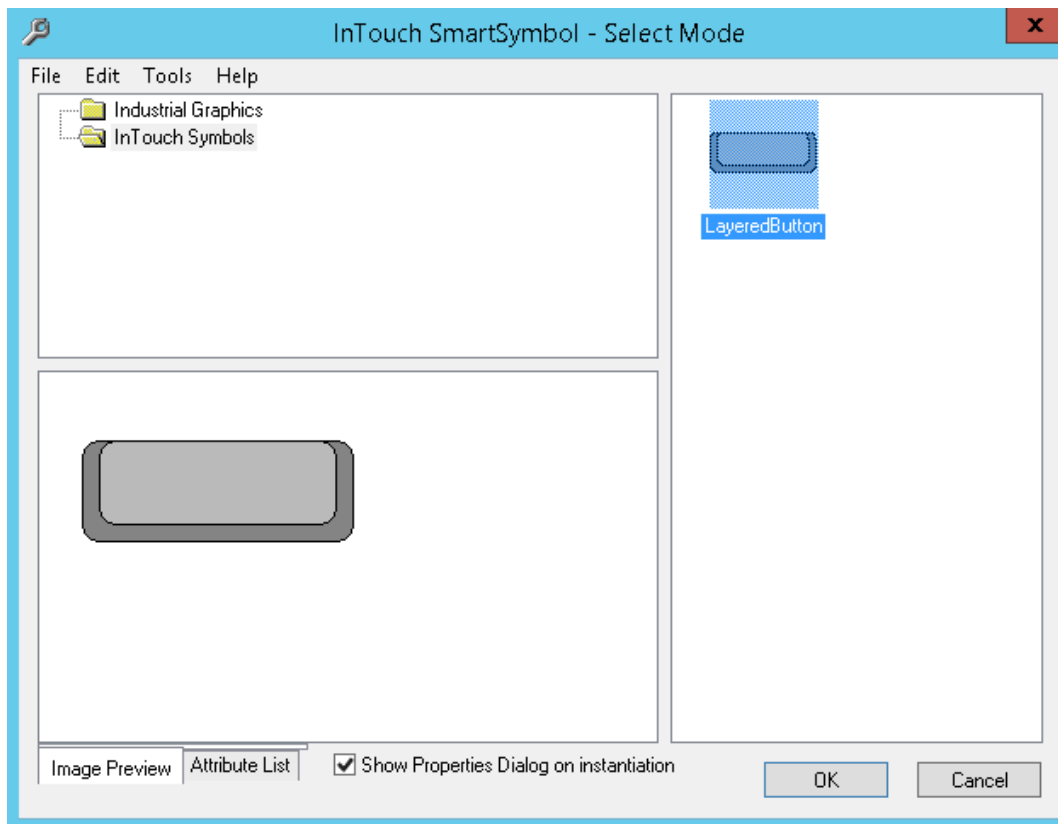 InTouch SmartSymbol - Select Mode
x
File Edit Tools Help
Industrial Graphics
InTouch Symbols
LayeredButton
Image Preview
Attribute List
Show Properties Dialog on instantiation
OK
Cancel